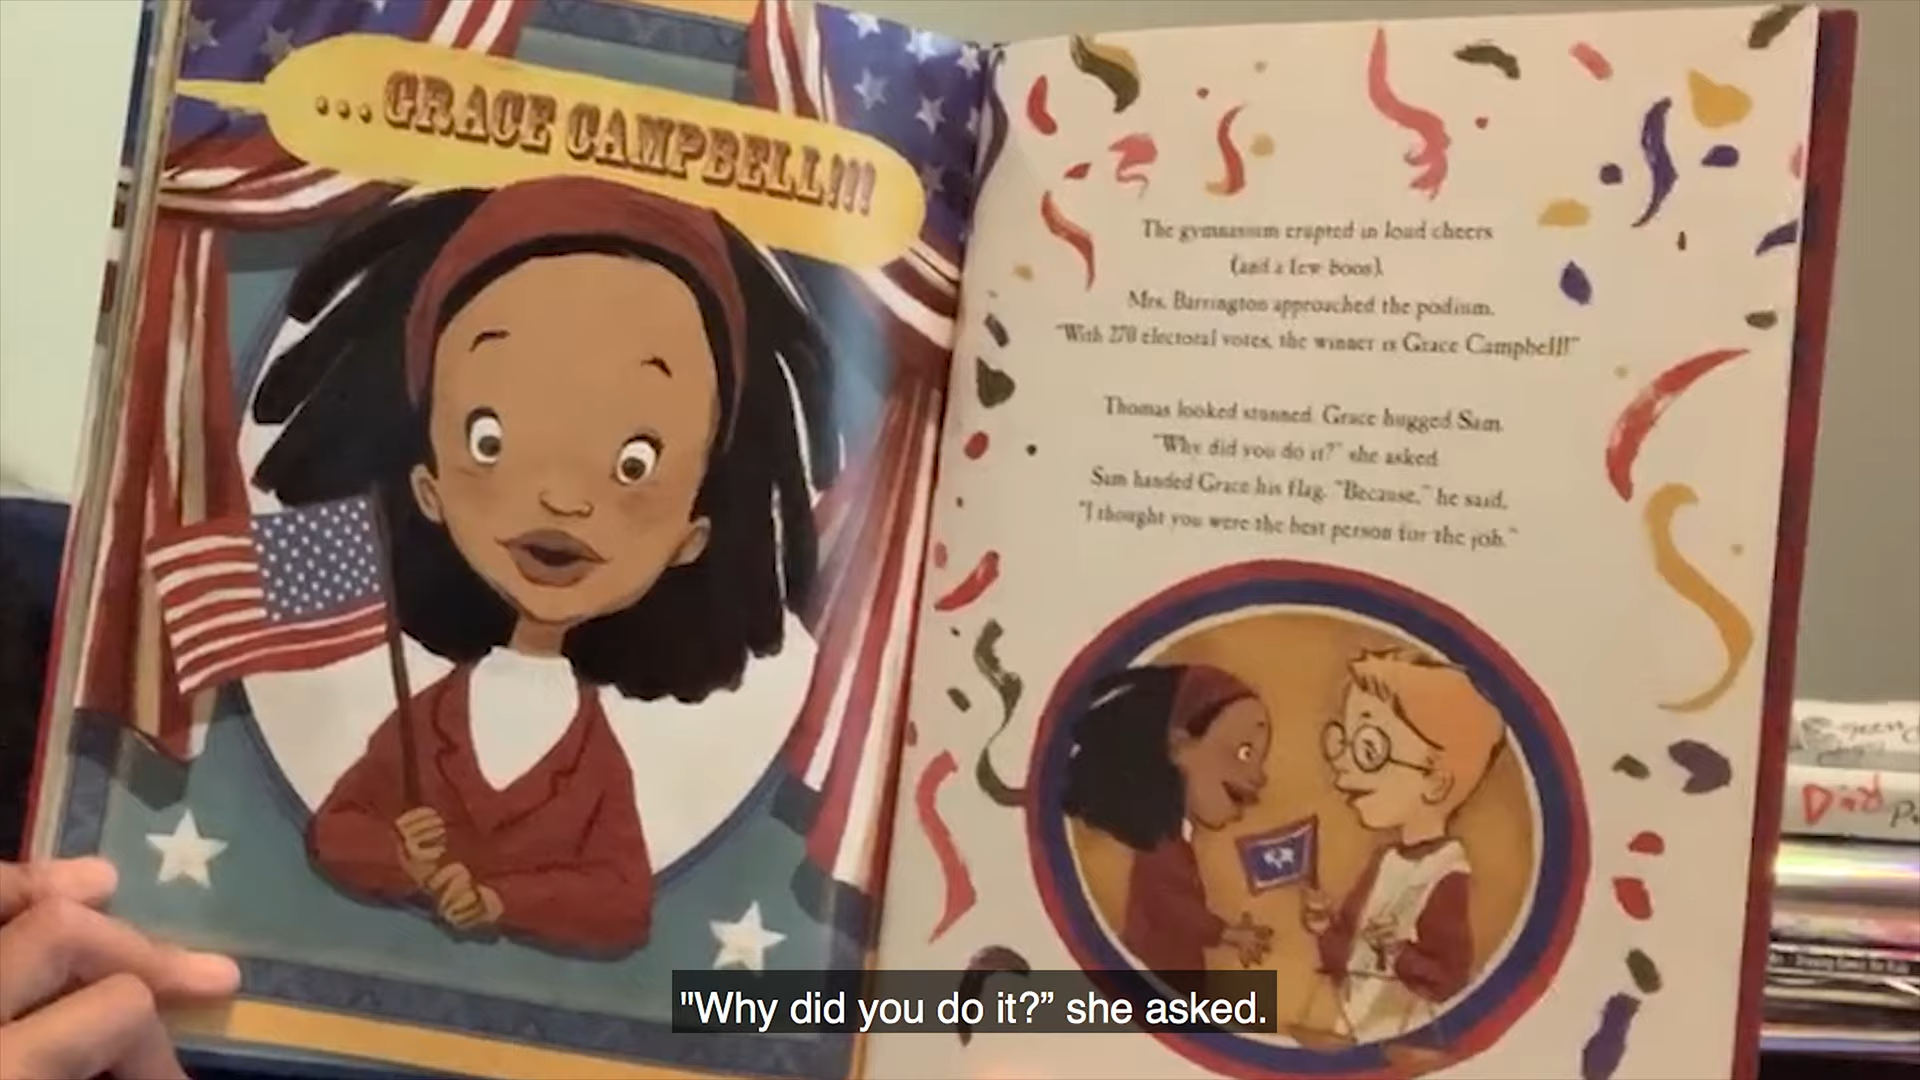 ...GRACE CAMPBELL!!!
The gymnasium erupted in loud cheers
(and a few boos).
Mrs. Barrington approached the podium.
"With 270 electoral votes, the winner is Grace Campbell!"
Thomas looked stunned. Grace hugged Sam.
"Why did you do it?" she asked.
Sam handed Grace his flag. "Because," he said,
"I thought you were the best person for the job."
"Why did you do it?” she asked.